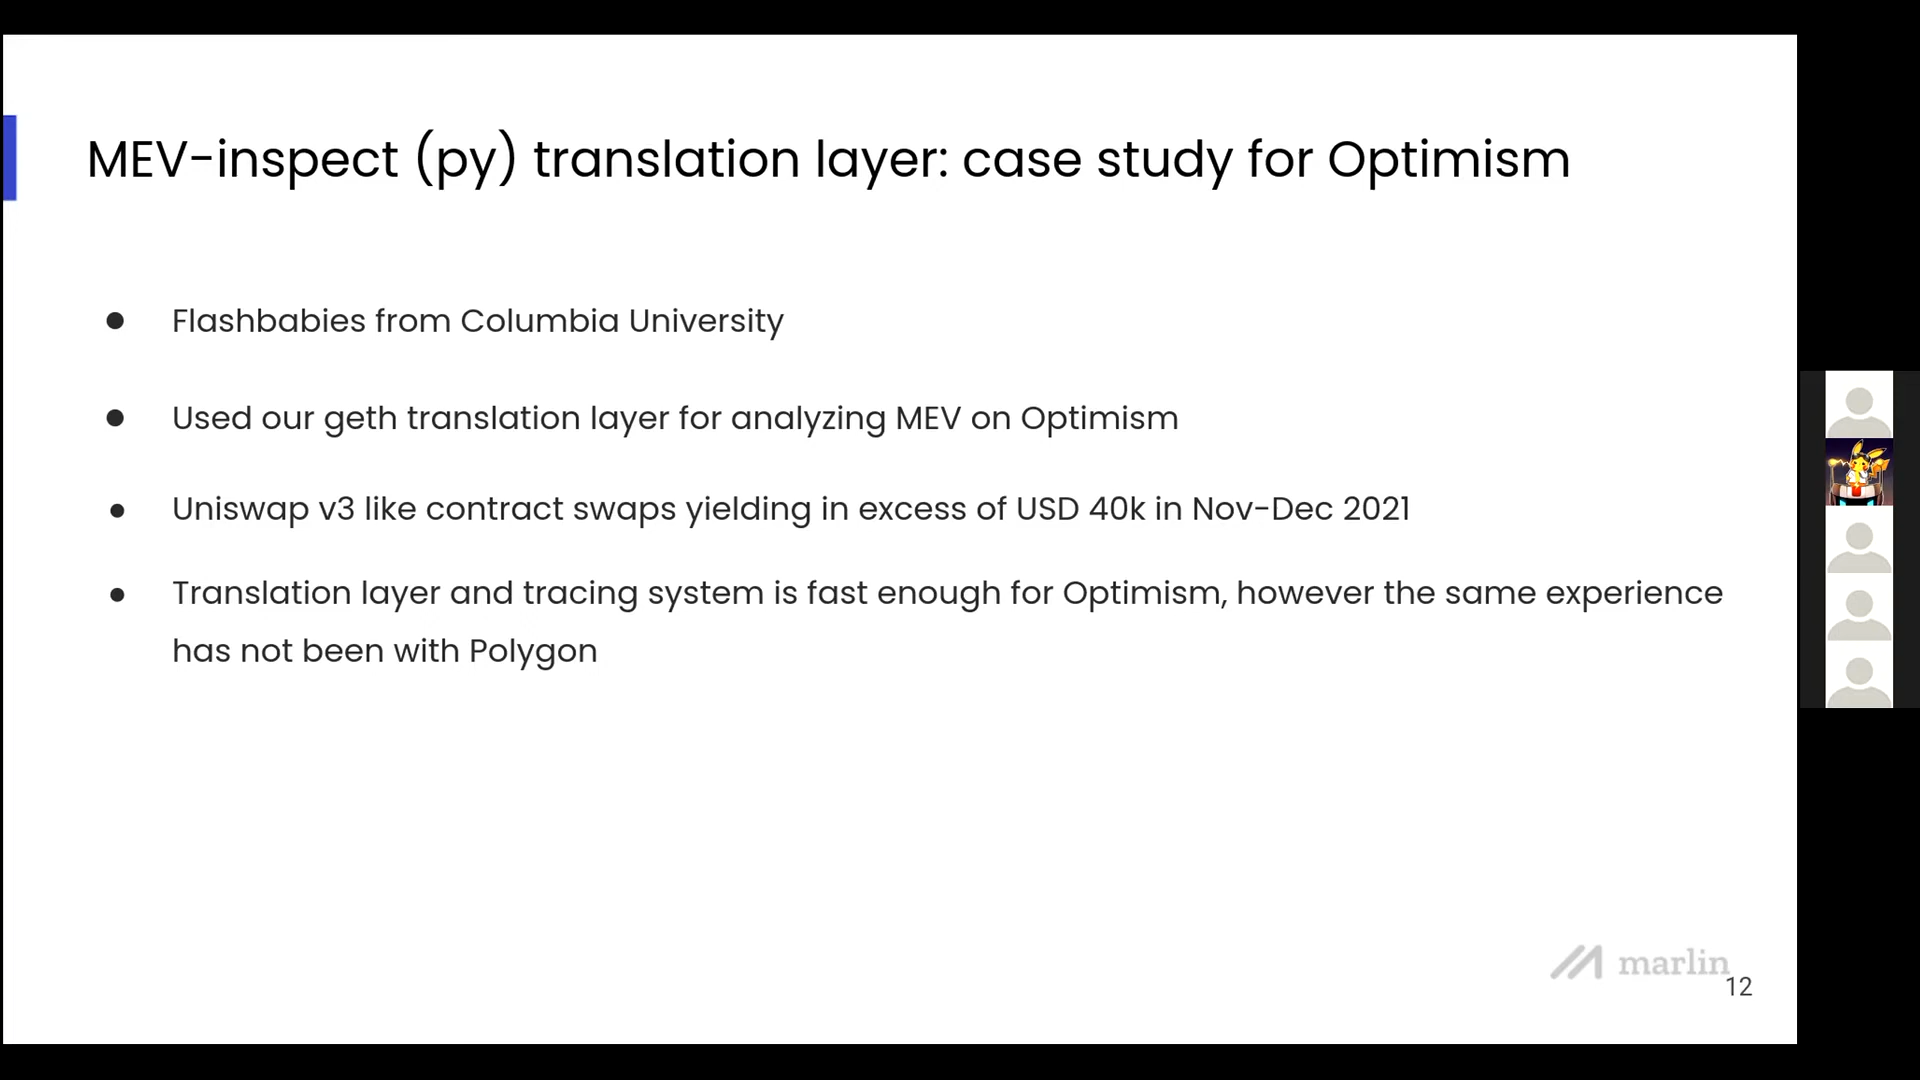 MEV-inspect (py) translation layer: case study for Optimism
● Flashbabies from Columbia University
● Used our geth translation layer for analyzing MEV on Optimism
● Uniswap v3 like contract swaps yielding in excess of USD 40k in Nov-Dec 2021
● Translation layer and tracing system is fast enough for Optimism, however the same experience
has not been with Polygon
marlin
12